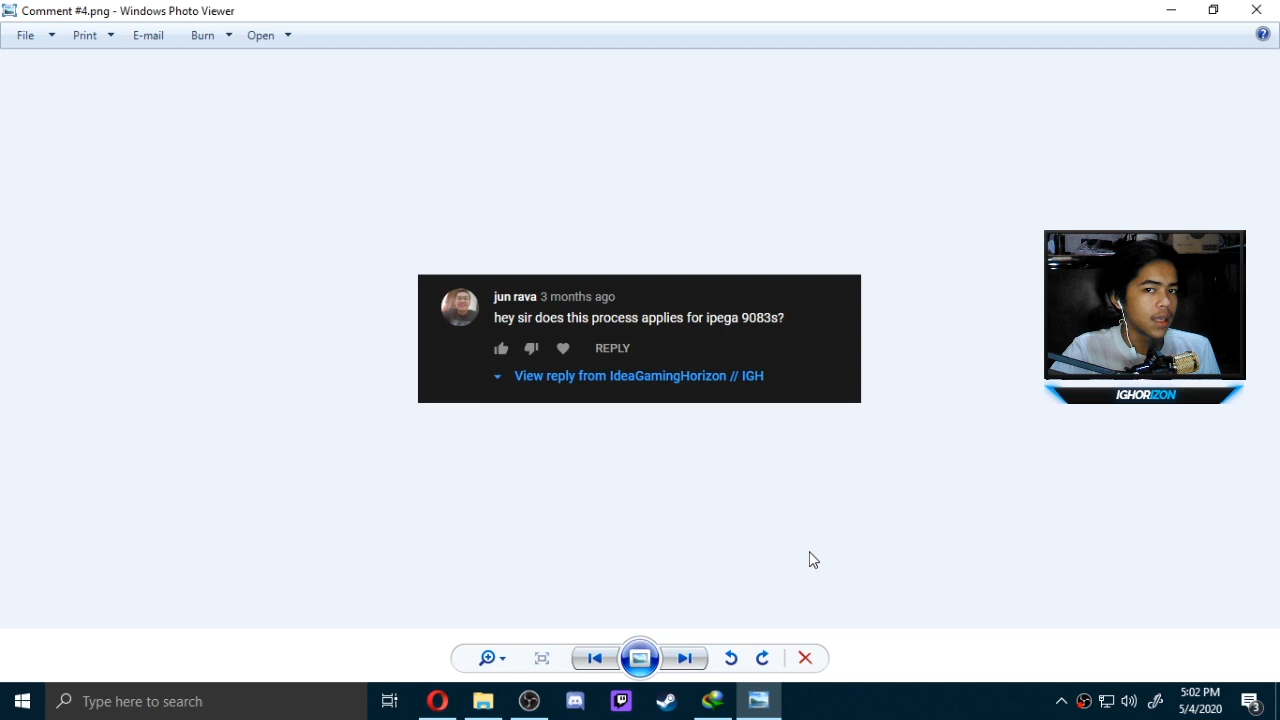 Comment #4.png - Windows Photo Viewer
File Print E-mail Burn Open
jun rava 3 months ago
hey sir does this process applies for ipega 9083s?
REPLY
View reply from IdeaGamingHorizon // IGH
IGHORIZON
Type here to search
5:02 PM
5/4/2020
3